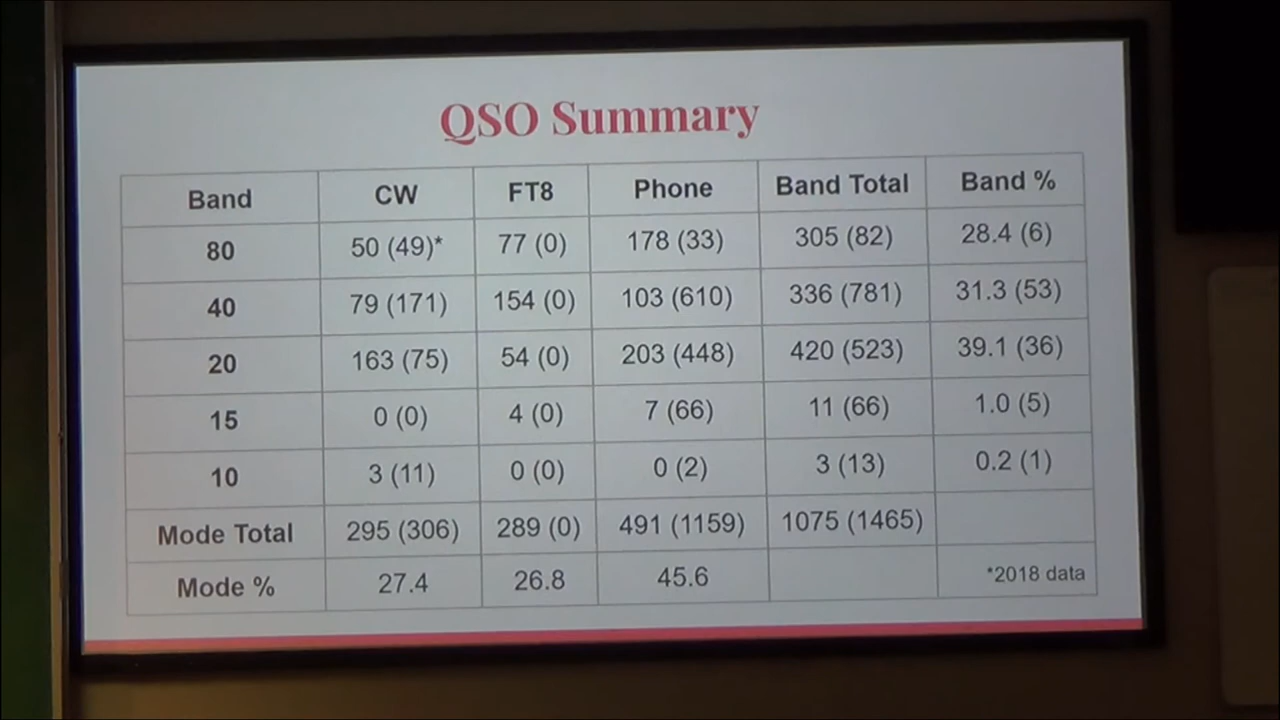 QSO Summary
Band CW FT8 Phone Band Total Band %
80 50 (49)* 77 (0) 178 (33) 305 (82) 28.4 (6)
40 79 (171) 154 (0) 103 (610) 336 (781) 31.3 (53)
20 163 (75) 54 (0) 203 (448) 420 (523) 39.1 (36)
15 0 (0) 4 (0) 7 (66) 11 (66) 1.0 (5)
10 3 (11) 0 (0) 0 (2) 3 (13) 0.2 (1)
Mode Total 295 (306) 289 (0) 491 (1159) 1075 (1465)
Mode % 27.4 26.8 45.6 *2018 data